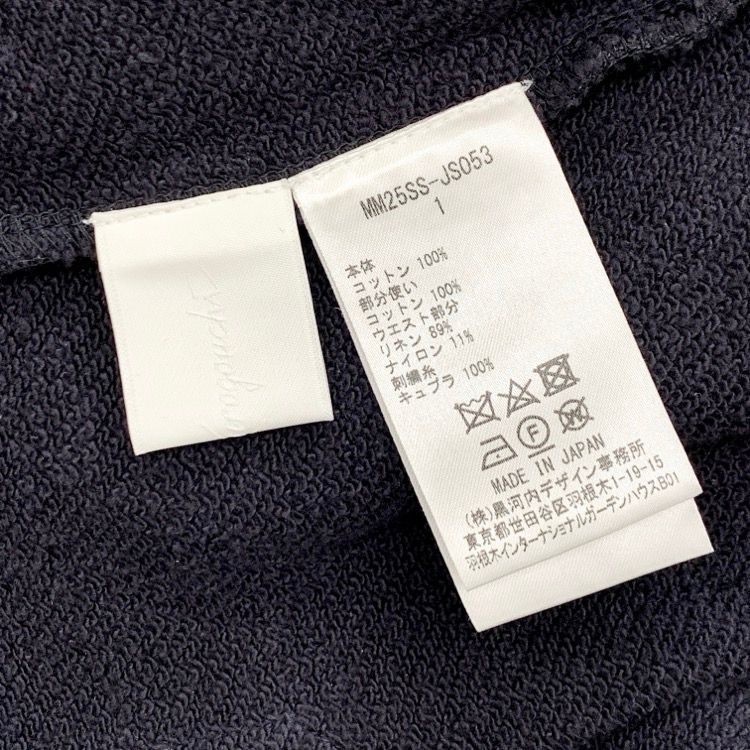 MM25SS-JS053
1
本体
コットン 100%
部分使い
コットン 100%
ウエスト部分
リネン 89%
ナイロン 11%
刺繍糸
キュプラ 100%
F
W
MADE IN JAPAN
(株)黒河内デザイン事務所
東京都世田谷区羽根木1-19-15
羽根木インターナショナルガーデンハウスB01